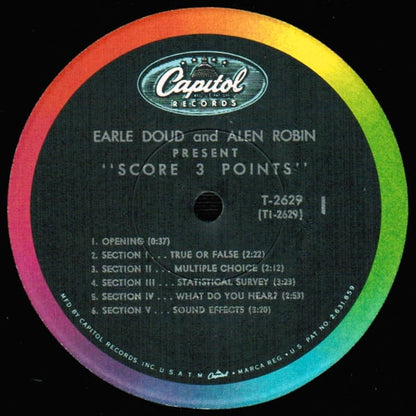 Capitol
RECORDS
EARLE DOUD and ALEN ROBIN
PRESENT
"SCORE 3 POINTS"
T-2629
(T1-2629)
1. OPENING (0:37)
2. SECTION I . . . TRUE OR FALSE (2:22)
3. SECTION II . . . MULTIPLE CHOICE (2:12)
4. SECTION III . . . STATISTICAL SURVEY (3:23)
5. SECTION IV . . . WHAT DO YOU HEAR? (2:53)
6. SECTION V . . . SOUND EFFECTS (3:20)
MFD. BY CAPITOL RECORDS, INC. U.S.A. T.M. Capitol MARCA REG. • U.S. PAT. NO. 2,631,859